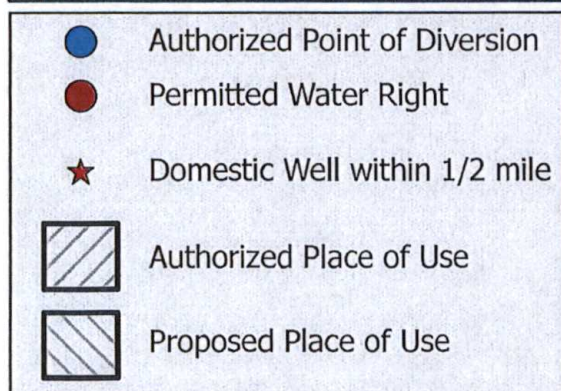 Authorized Point of Diversion
Permitted Water Right
Domestic Well within 1/2 mile
Authorized Place of Use
Proposed Place of Use